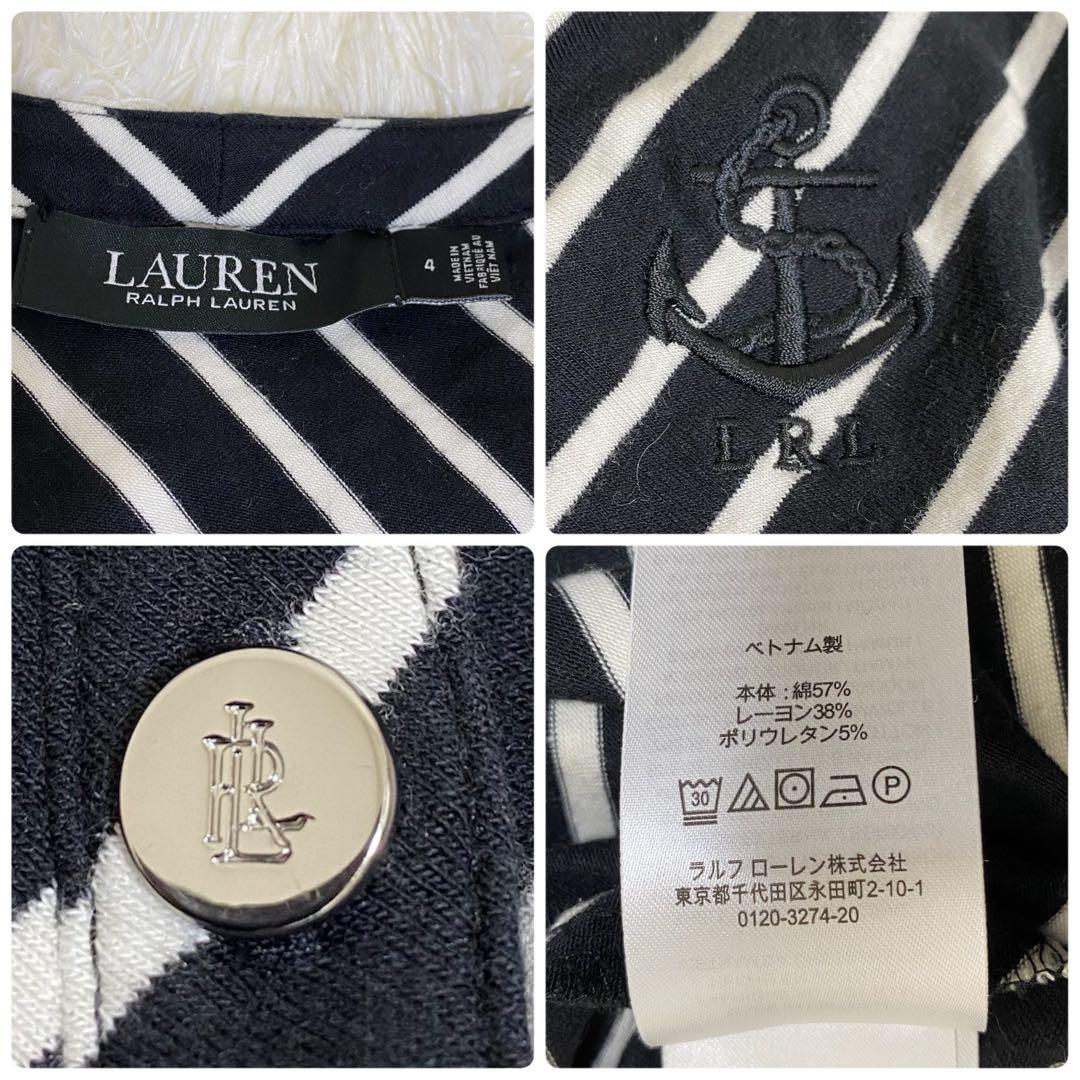 LAUREN
RALPH LAUREN
4
MADE IN
VIETNAM
FABRIQUÉ AU
VIÊT NAM
LRL
LRL
ベトナム製
本体 : 綿57%
レーヨン38%
ポリウレタン5%
30
P
ラルフ ローレン株式会社
東京都千代田区永田町2-10-1
0120-3274-20